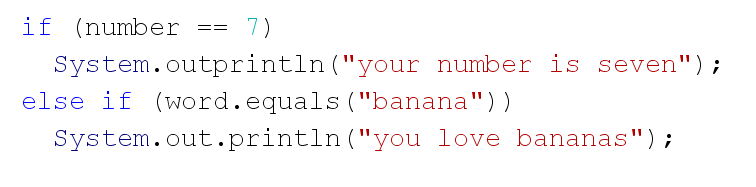 if (number == 7)
System.outprintln("your number is seven");
else if (word.equals("banana"))
System.out.println("you love bananas");